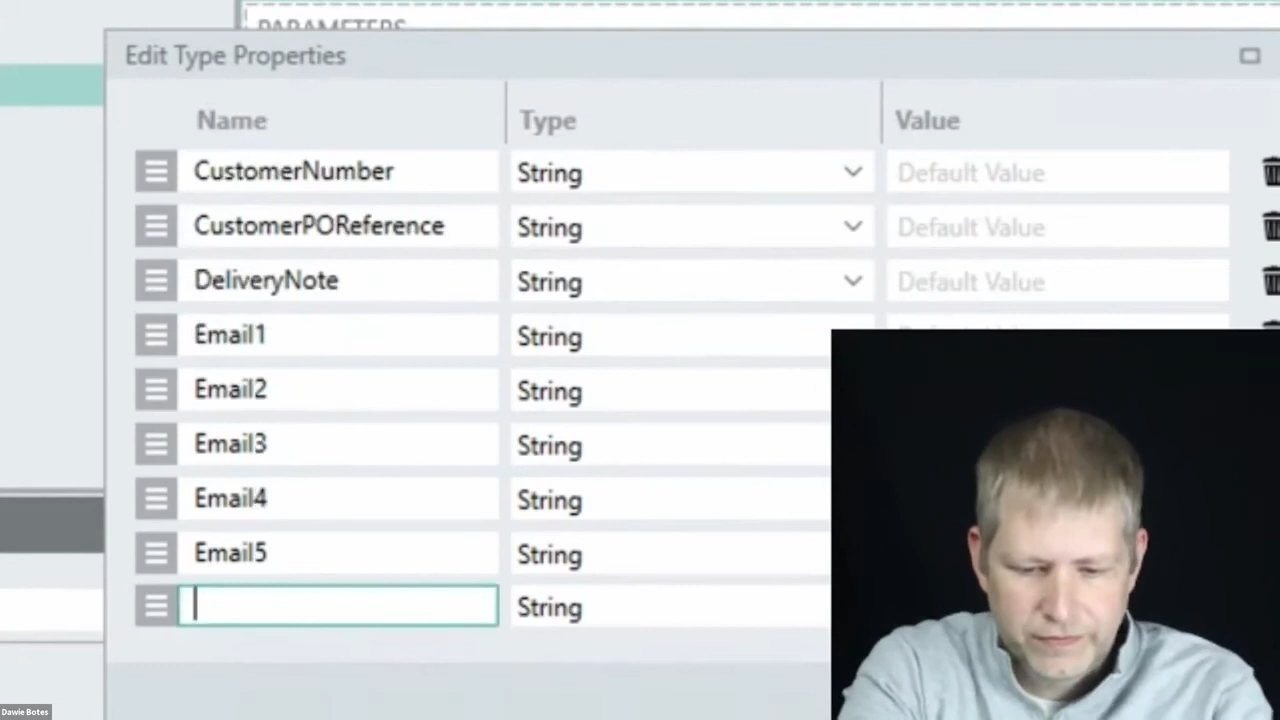 PARAMETERS
Edit Type Properties
Name Type Value
CustomerNumber String Default Value
CustomerPOReference String Default Value
DeliveryNote String Default Value
Email1 String
Email2 String
Email3 String
Email4 String
Email5 String
String
Dawie Botes